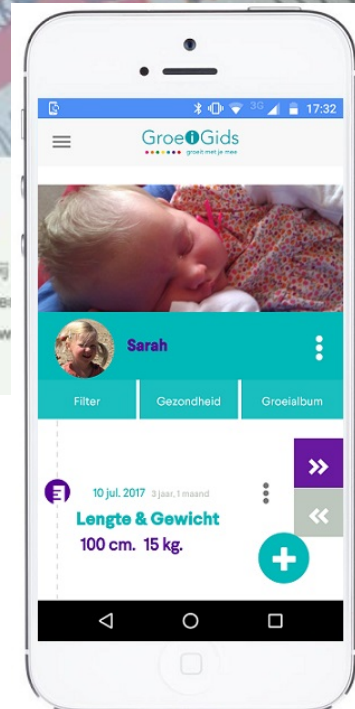 3G 17:32
GroeiGids
groeit met je mee
Sarah
Filter Gezondheid Groeialbum
10 jul. 2017 3 jaar, 1 maand
Lengte & Gewicht
100 cm. 15 kg.